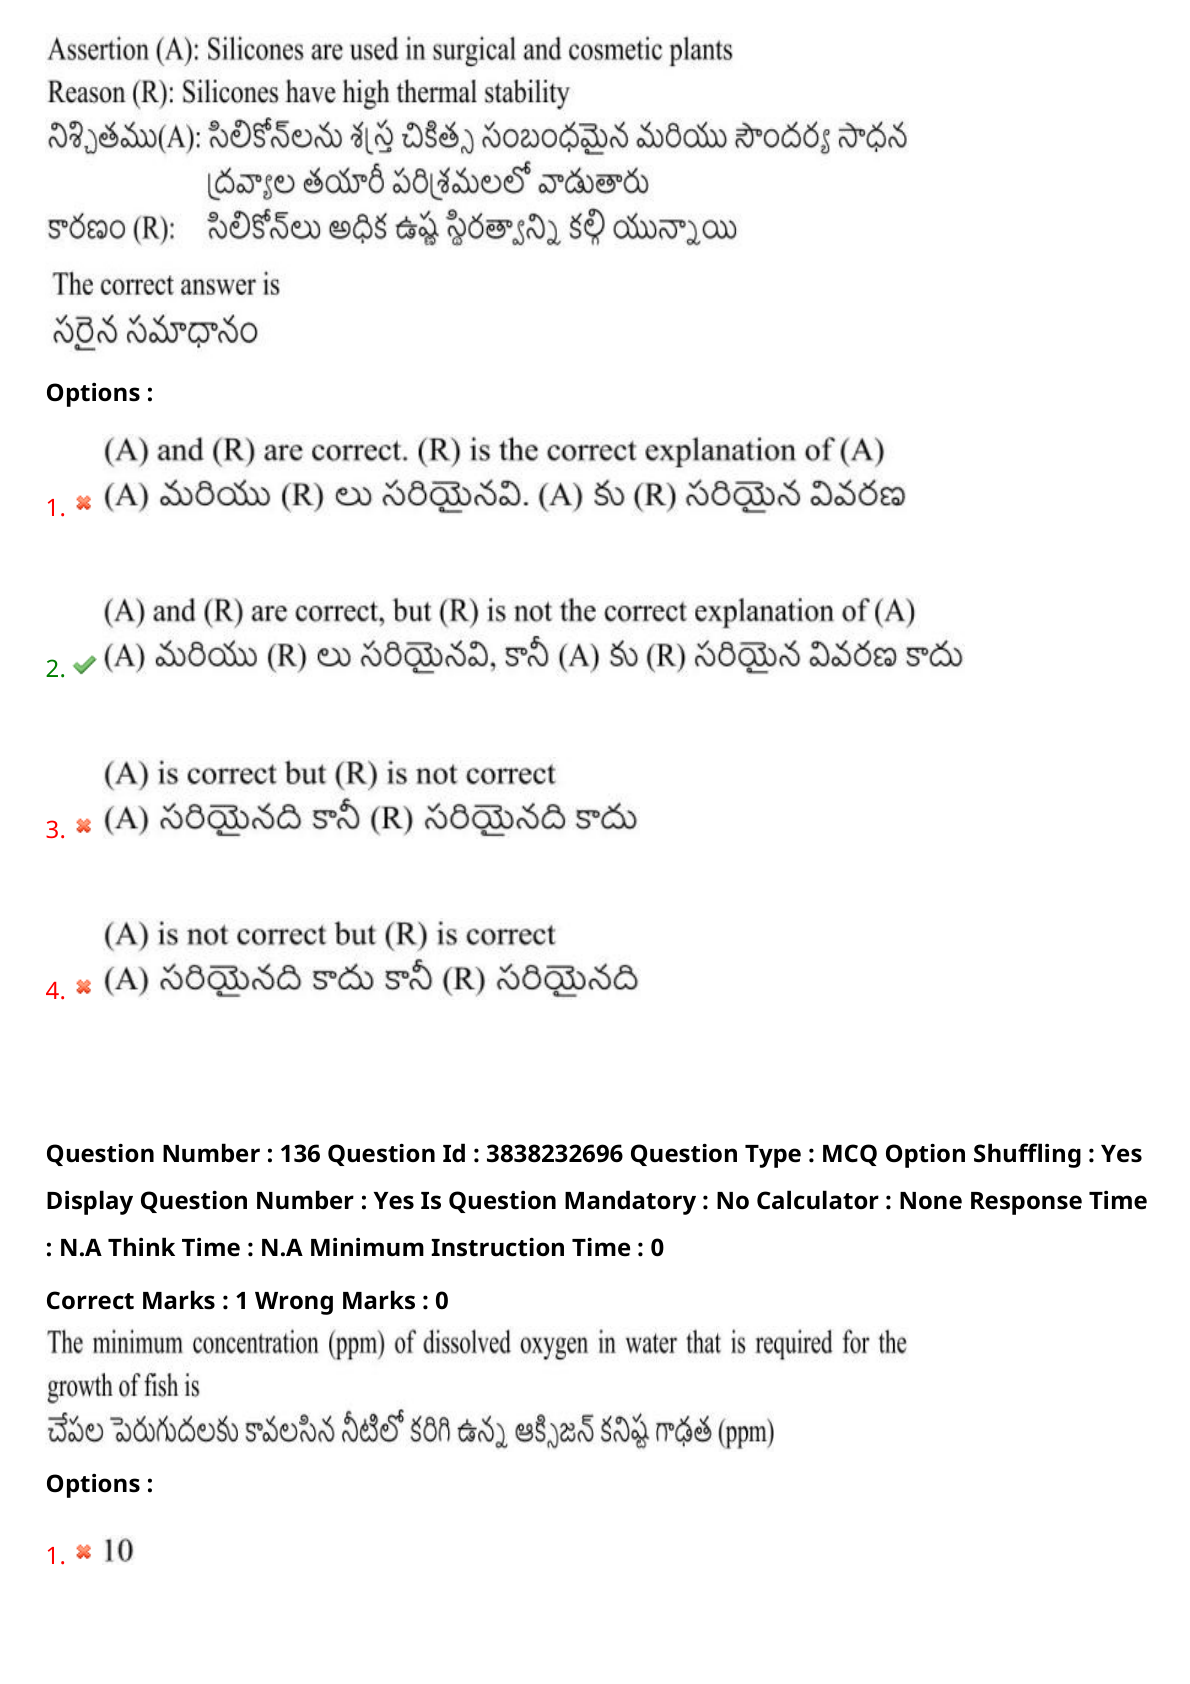 Assertion (A): Silicones are used in surgical and cosmetic plants
Reason (R): Silicones have high thermal stability
నిశ్చితము(A): సిలికోన్‌లను శస్త్ర చికిత్స సంబంధమైన మరియు సౌందర్య సాధన
ద్రవ్యాల తయారీ పరిశ్రమలలో వాడుతారు
కారణం (R): సిలికోన్‌లు అధిక ఉష్ణ స్థిరత్వాన్ని కల్గి యున్నాయి
The correct answer is
సరైన సమాధానం
Options :
(A) and (R) are correct. (R) is the correct explanation of (A)
1. (A) మరియు (R) లు సరియైనవి. (A) కు (R) సరియైన వివరణ
(A) and (R) are correct, but (R) is not the correct explanation of (A)
2. (A) మరియు (R) లు సరియైనవి, కానీ (A) కు (R) సరియైన వివరణ కాదు
(A) is correct but (R) is not correct
3. (A) సరియైనది కానీ (R) సరియైనది కాదు
(A) is not correct but (R) is correct
4. (A) సరియైనది కాదు కానీ (R) సరియైనది
Question Number : 136 Question Id : 3838232696 Question Type : MCQ Option Shuffling : Yes
Display Question Number : Yes Is Question Mandatory : No Calculator : None Response Time
: N.A Think Time : N.A Minimum Instruction Time : 0
Correct Marks : 1 Wrong Marks : 0
The minimum concentration (ppm) of dissolved oxygen in water that is required for the
growth of fish is
చేపల పెరుగుదలకు కావలసిన నీటిలో కరిగి ఉన్న ఆక్సిజన్ కనిష్ట గాఢత (ppm)
Options :
1. 10